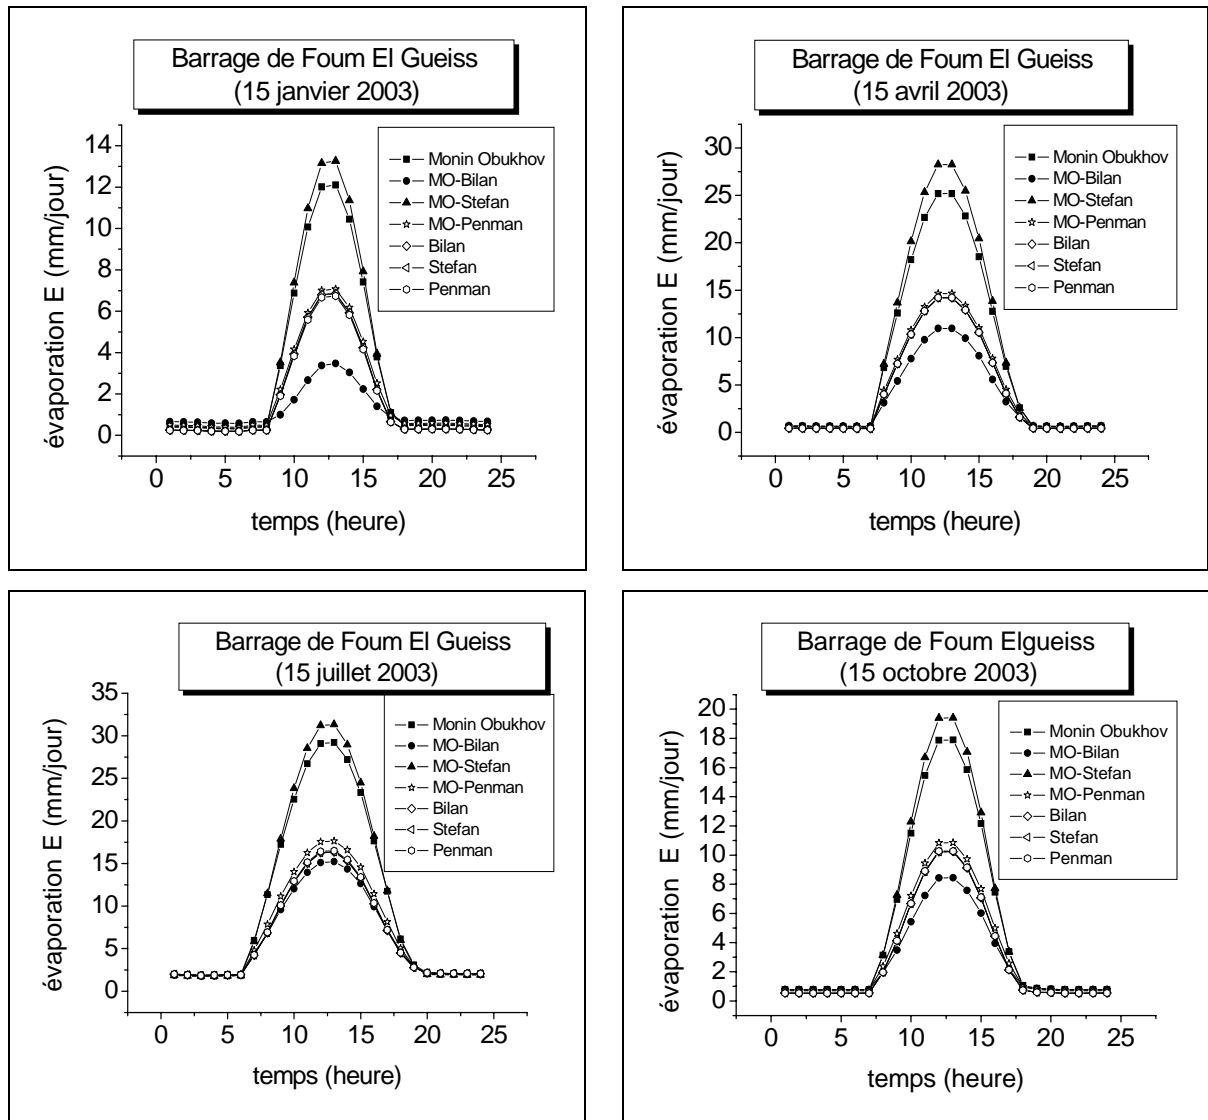 Barrage de Foum El Gueiss
(15 janvier 2003)
évaporation E (mm/jour)
14
12
10
8
6
4
2
0
Monin Obukhov
MO-Bilan
MO-Stefan
MO-Penman
Bilan
Stefan
Penman
0 5 10 15 20 25
temps (heure)
Barrage de Foum El Gueiss
(15 avril 2003)
évaporation E (mm/jour)
30
25
20
15
10
5
0
Monin Obukhov
MO-Bilan
MO-Stefan
MO-Penman
Bilan
Stefan
Penman
0 5 10 15 20 25
temps (heure)
Barrage de Foum El Gueiss
(15 juillet 2003)
évaporation E (mm/jour)
35
30
25
20
15
10
5
0
Monin Obukhov
MO-Bilan
MO-Stefan
MO-Penman
Bilan
Stefan
Penman
0 5 10 15 20 25
temps (heure)
Barrage de Foum Elgueiss
(15 octobre 2003)
évaporation E (mm/jour)
20
18
16
14
12
10
8
6
4
2
0
Monin Obukhov
MO-Bilan
MO-Stefan
MO-Penman
Bilan
Stefan
Penman
0 5 10 15 20 25
temps (heure)